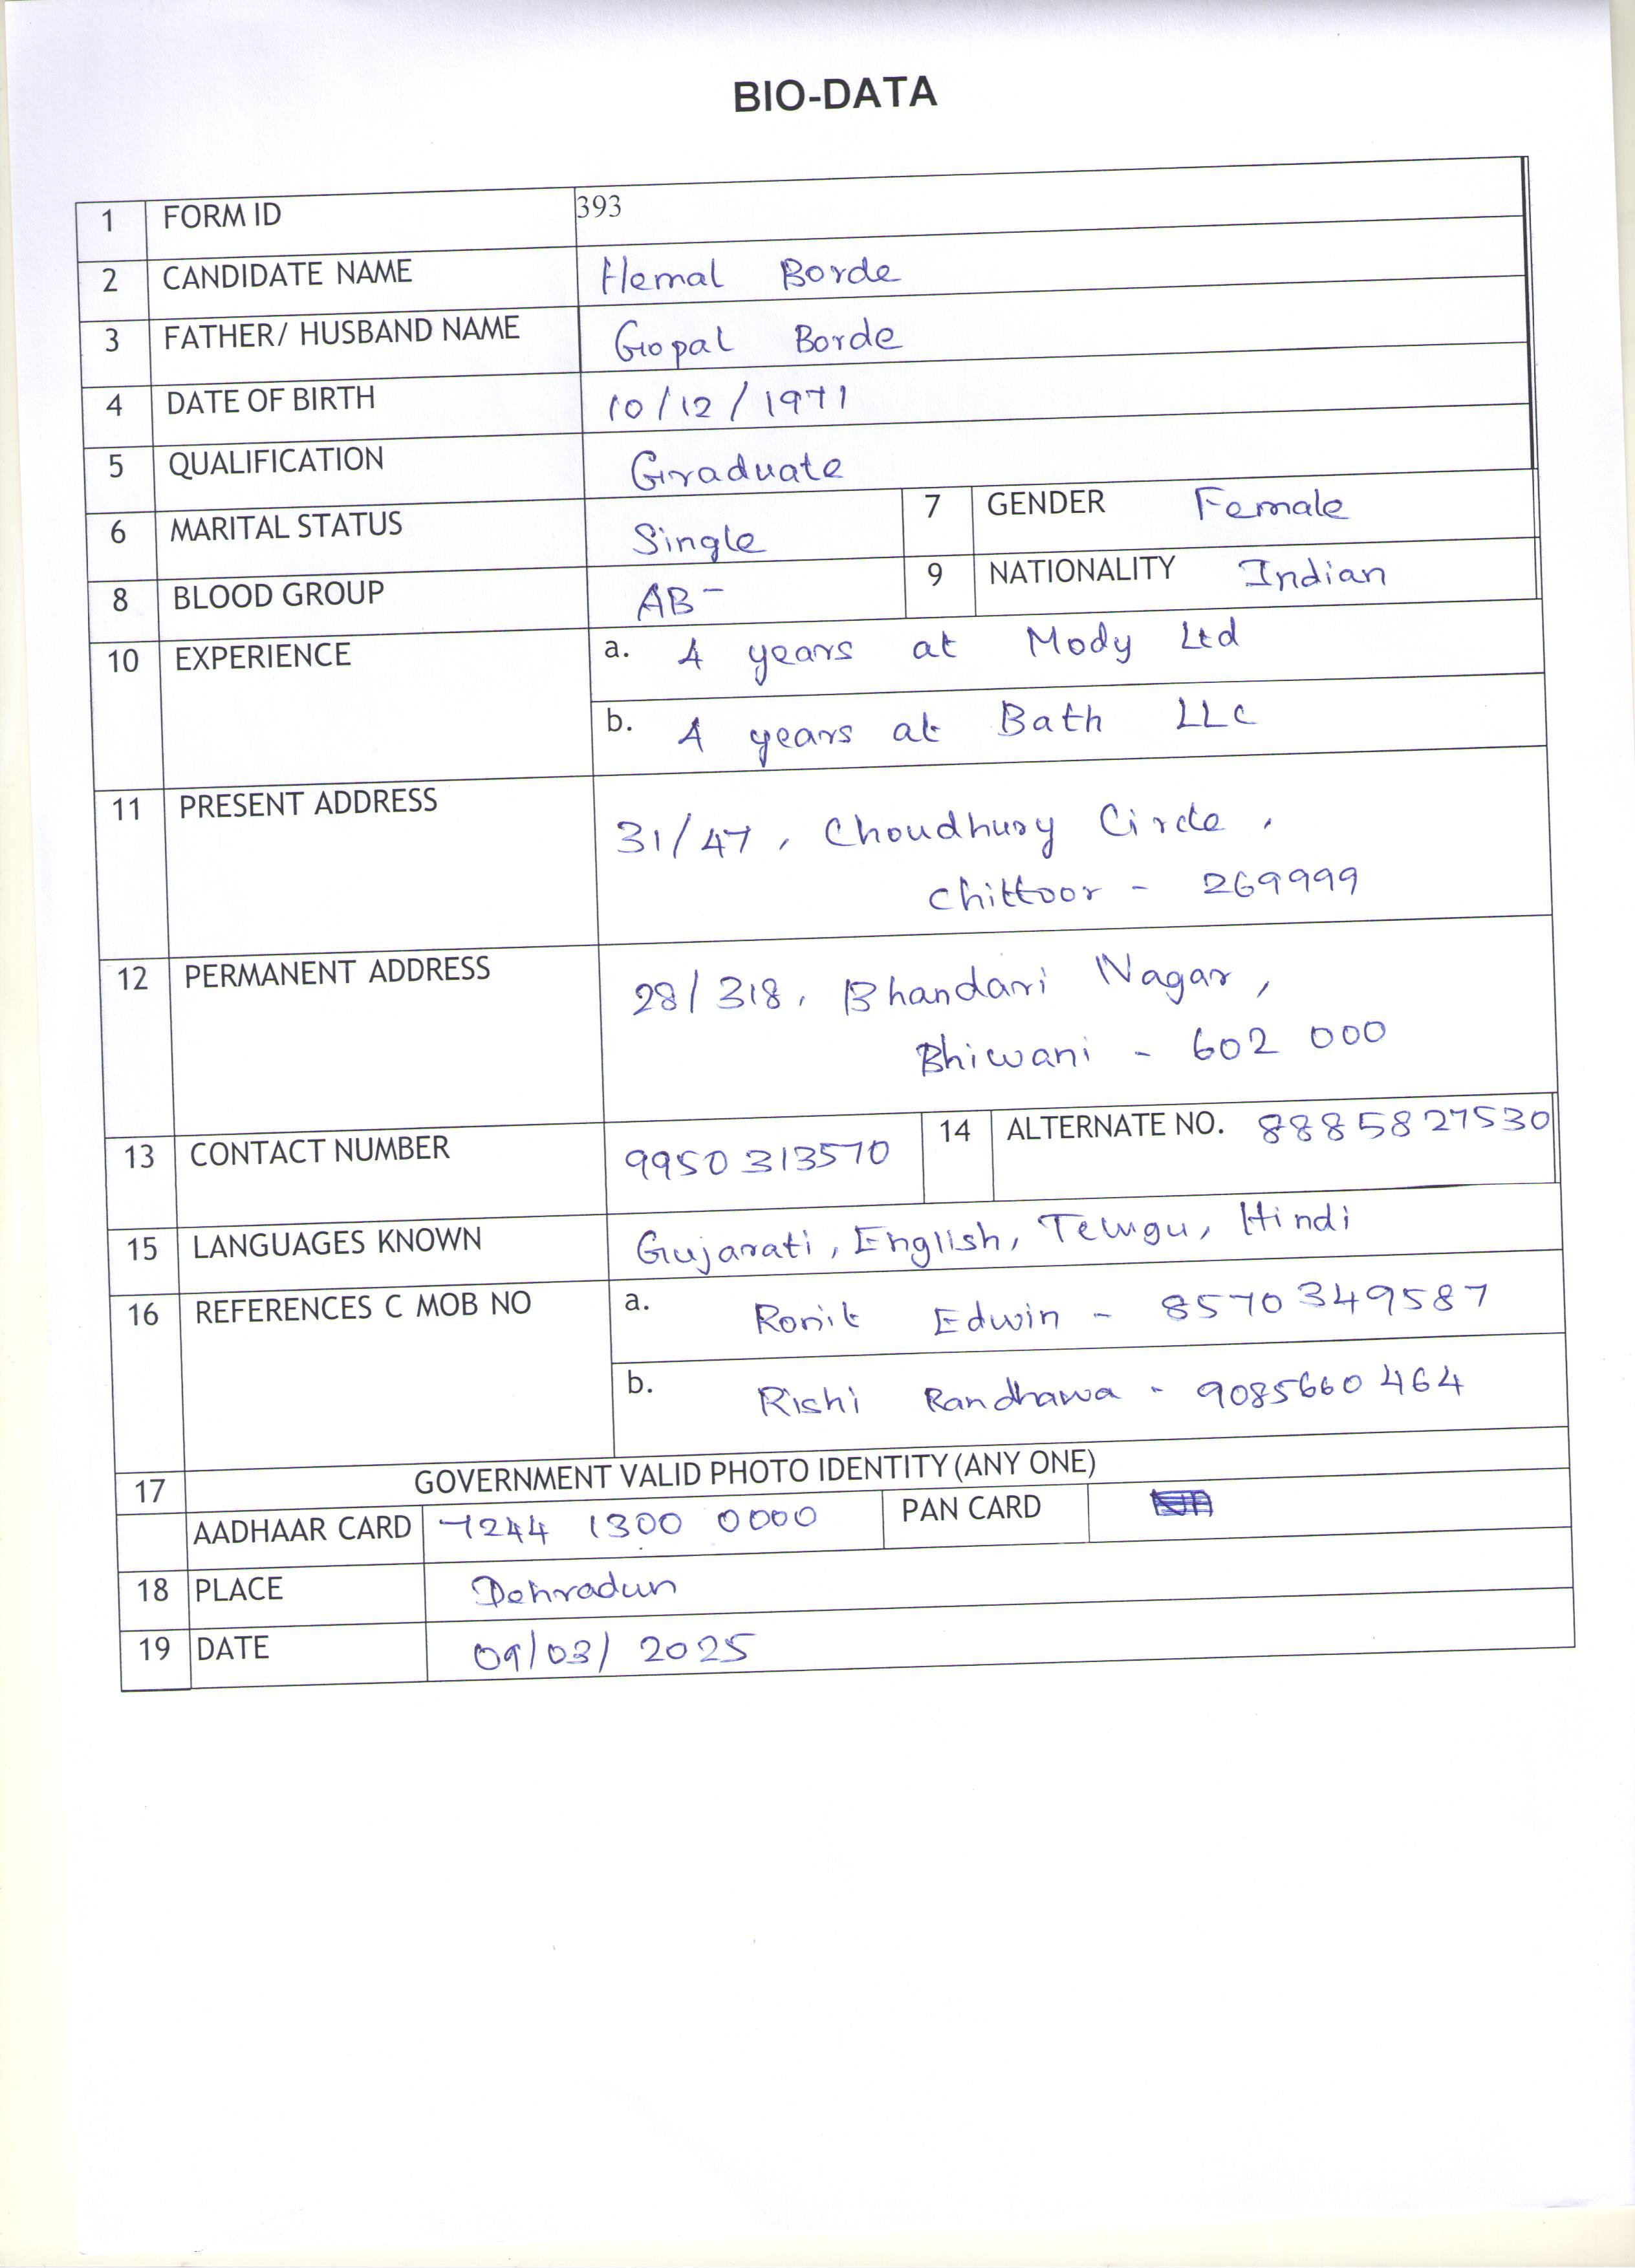 BIO-DATA
1 FORM ID 393
2 CANDIDATE NAME Hemal Borde
3 FATHER/ HUSBAND NAME Gopal Borde
4 DATE OF BIRTH 10/12/1971
5 QUALIFICATION Graduate
6 MARITAL STATUS Single 7 GENDER Female
8 BLOOD GROUP AB- 9 NATIONALITY Indian
10 EXPERIENCE a. 4 years at Mody Ltd
b. 4 years at Bath LLC
11 PRESENT ADDRESS 31/47, Choudhury Circle,
Chittoor - 269999
12 PERMANENT ADDRESS 28/318, Bhandari Nagar,
Bhiwani - 602 000
13 CONTACT NUMBER 9950313570 14 ALTERNATE NO. 8885827530
15 LANGUAGES KNOWN Gujarati, English, Telugu, Hindi
16 REFERENCES C MOB NO a. Ronit Edwin - 8570349587
b. Rishi Randhawa - 9085660464
17 GOVERNMENT VALID PHOTO IDENTITY (ANY ONE)
AADHAAR CARD 7244 1300 0000 PAN CARD
18 PLACE Dehradun
19 DATE 09/03/2025